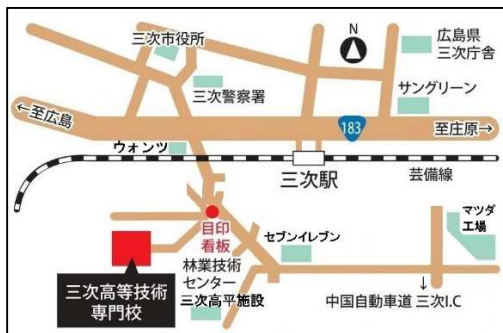 三次市役所
N
広島県
三次庁舎
三次警察署
サングリーン
←至広島
183
至庄原→
ウォンツ
三次駅
芸備線
目印
看板
セブンイレブン
マツダ
工場
林業技術
センター
三次高等技術
専門校
三次高平施設
↓
中国自動車道 三次I.C